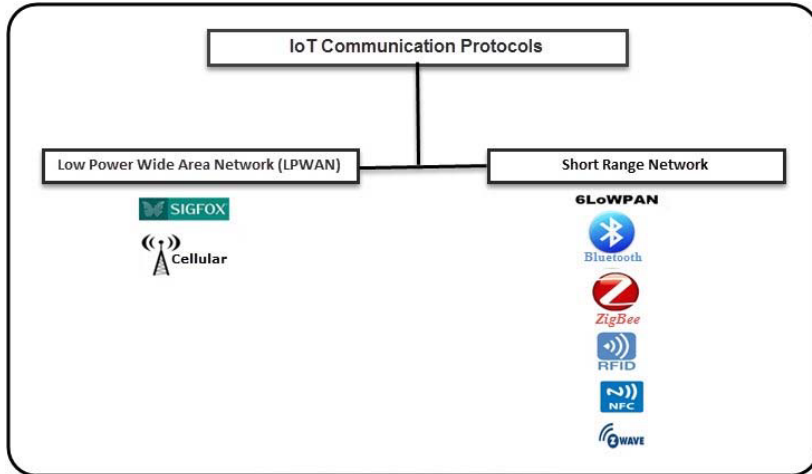 IoT Communication Protocols
Low Power Wide Area Network (LPWAN)
SIGFOX
Cellular
Short Range Network
6LoWPAN
Bluetooth
ZigBee
RFID
NFC
Z WAVE